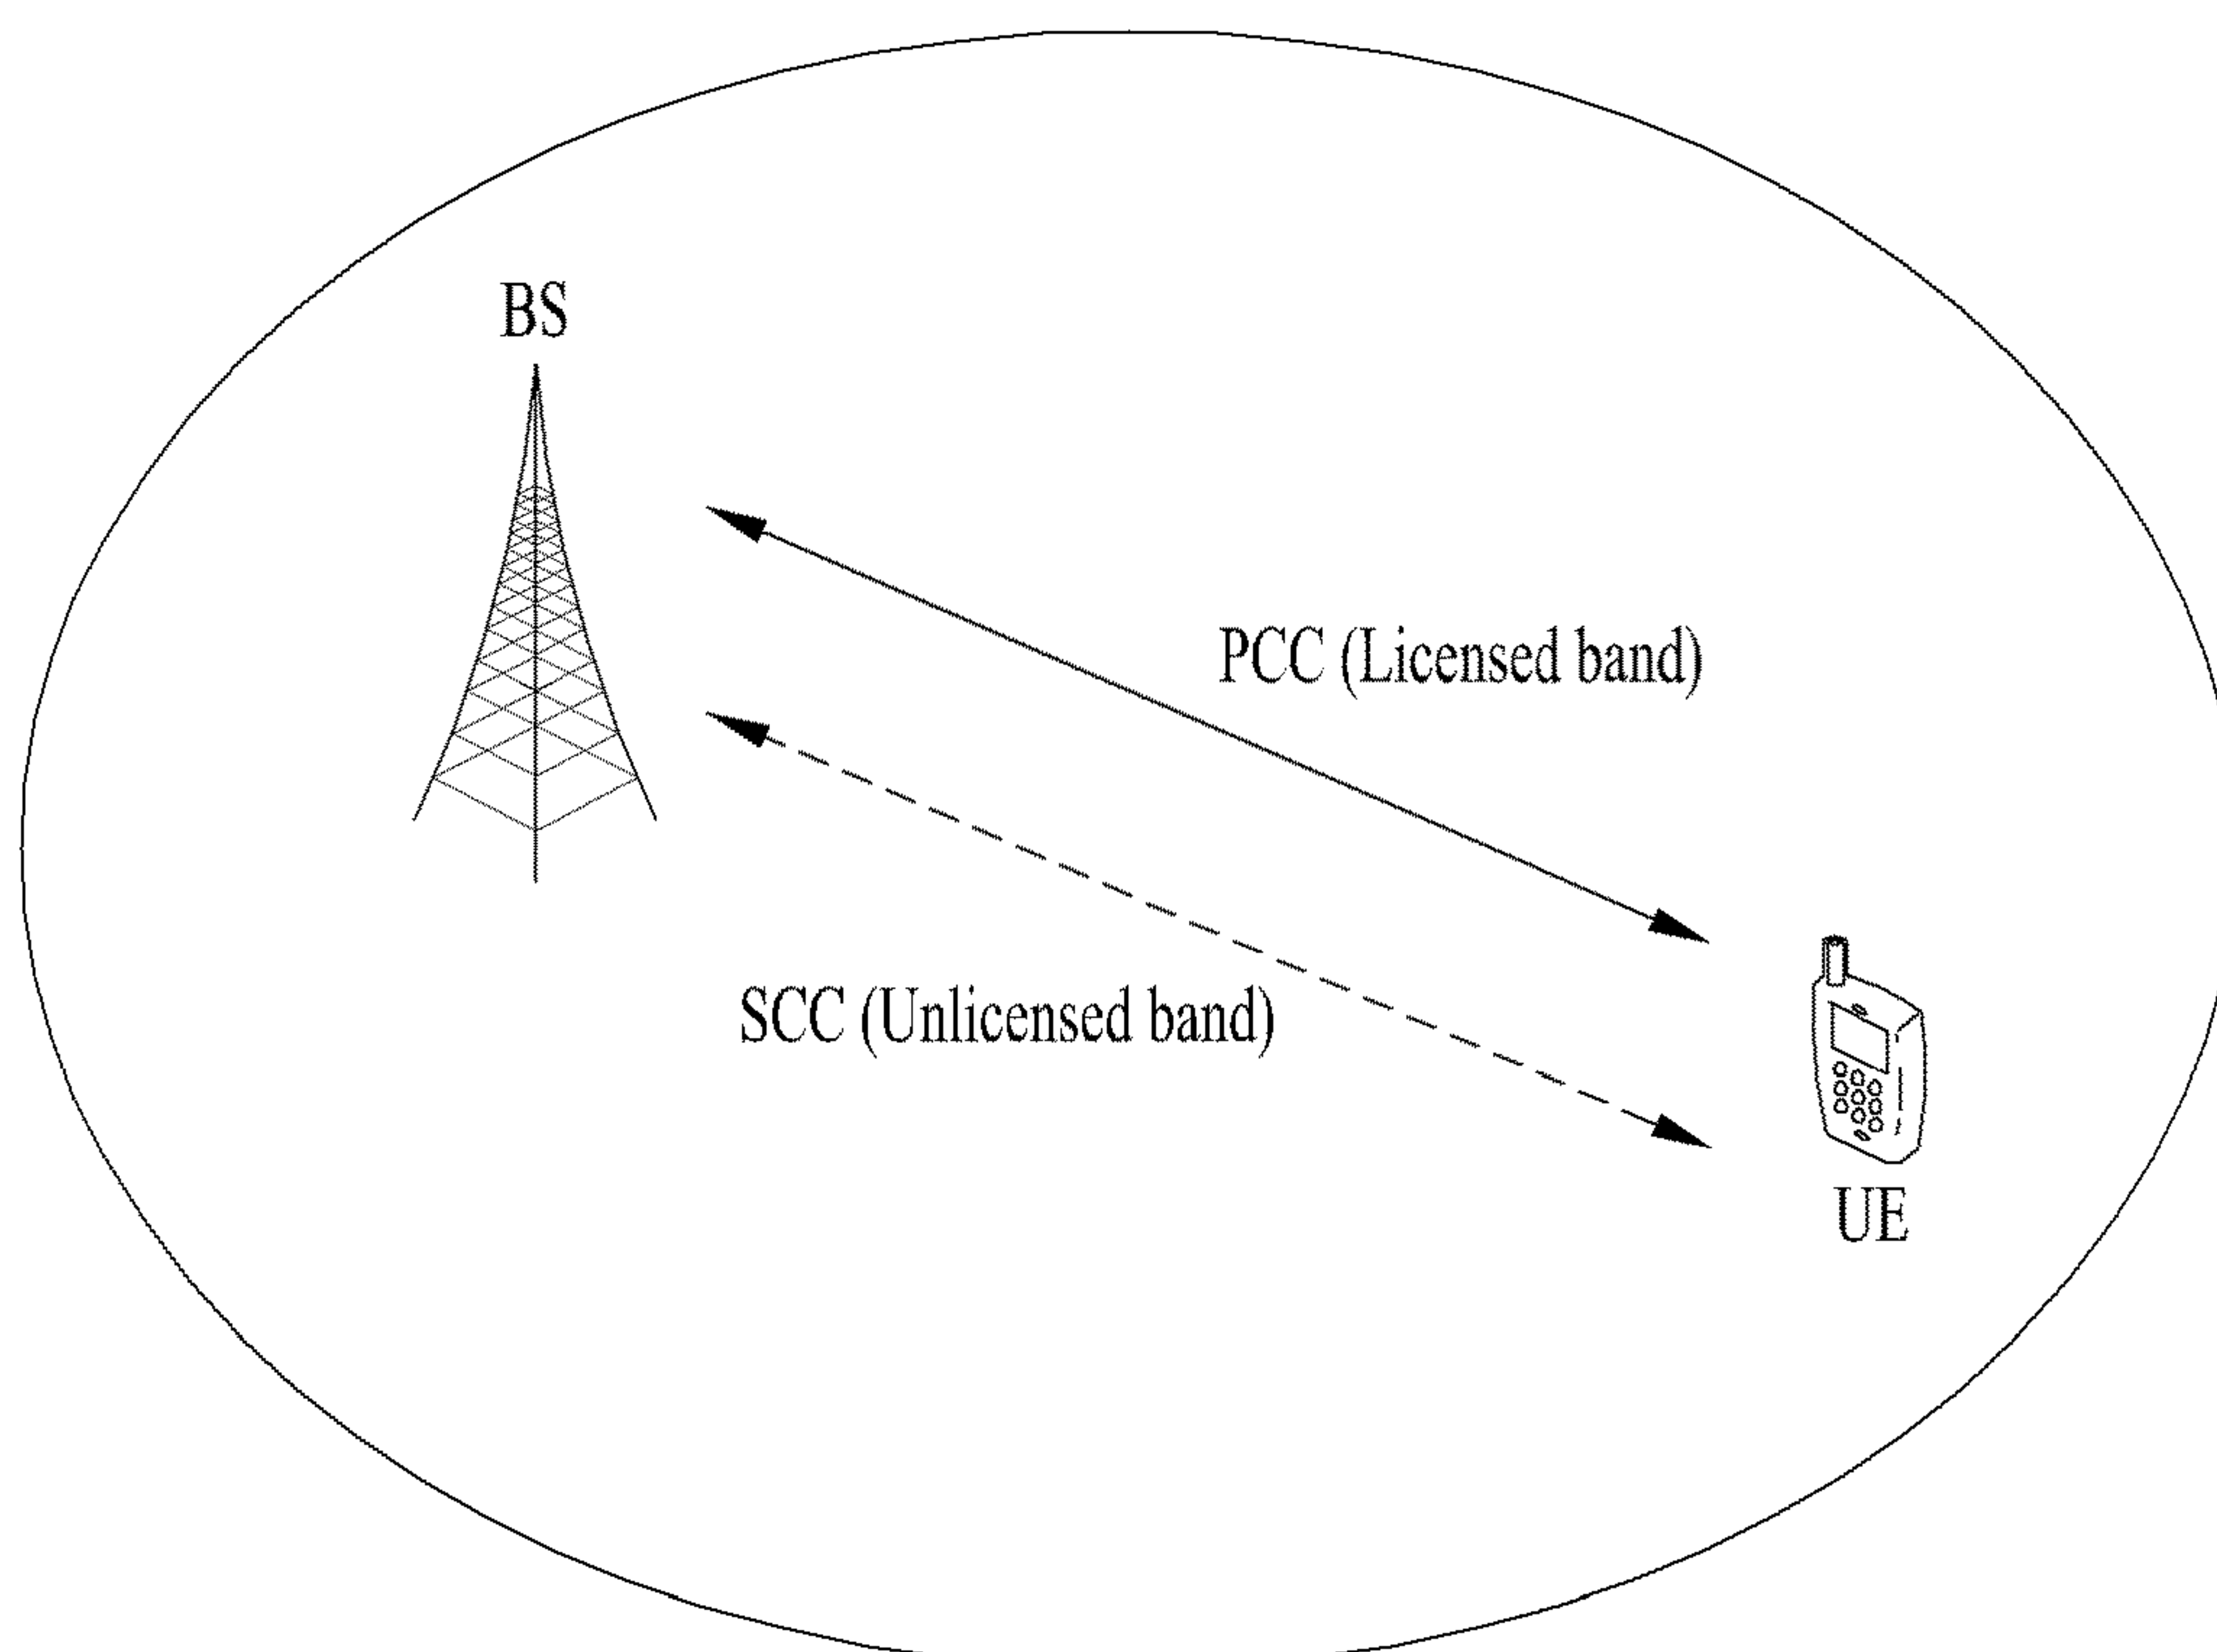 BS
PCC (Licensed band)
SCC (Unlicensed band)
UE